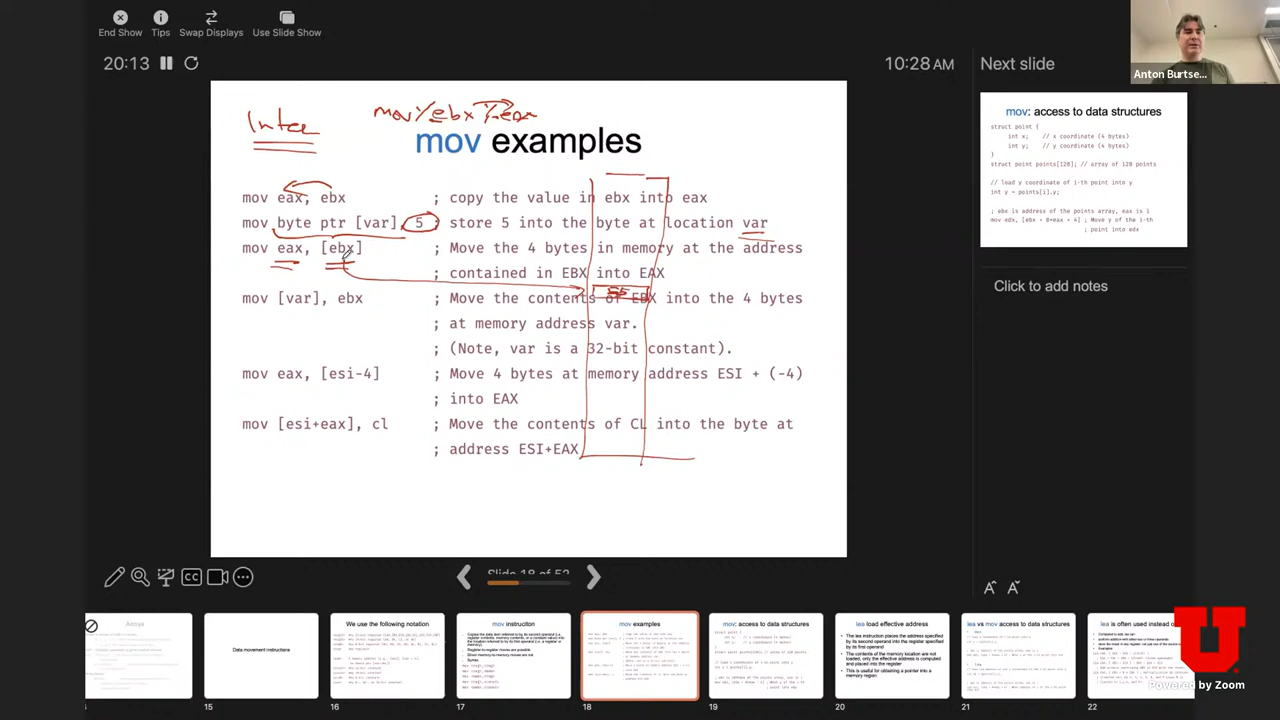 End Show
Tips
Swap Displays
Use Slide Show
20:13
10:28 AM
Next slide
Anton Burtse...
Intel
mov %ebx %eax
mov examples
mov eax, ebx ; copy the value in ebx into eax
mov byte ptr [var], 5 ; store 5 into the byte at location var
mov eax, [ebx] ; Move the 4 bytes in memory at the address
; contained in EBX into EAX
55
mov [var], ebx ; Move the contents of EBX into the 4 bytes
; at memory address var.
; (Note, var is a 32-bit constant).
mov eax, [esi-4] ; Move 4 bytes at memory address ESI + (-4)
; into EAX
mov [esi+eax], cl ; Move the contents of CL into the byte at
; address ESI+EAX
mov: access to data structures
struct point {
int x; // x coordinate (4 bytes)
int y; // y coordinate (4 bytes)
}
struct point points[128]; // array of 128 points
// load y coordinate of i-th point into y
int y = points[i].y;
; ebx is address of the points array, eax is i
mov edx, [ebx + 8*eax + 4] ; Move y of the i-th
; point into edx
Click to add notes
Slide 18 of 52
Data movement instructions
We use the following notation
mov instruciton
mov examples
mov: access to data structures
lea load effective address
lea vs mov access to data structures
lea is often used instead o
15
16
17
18
19
20
21
22
U
Powered by Zoom